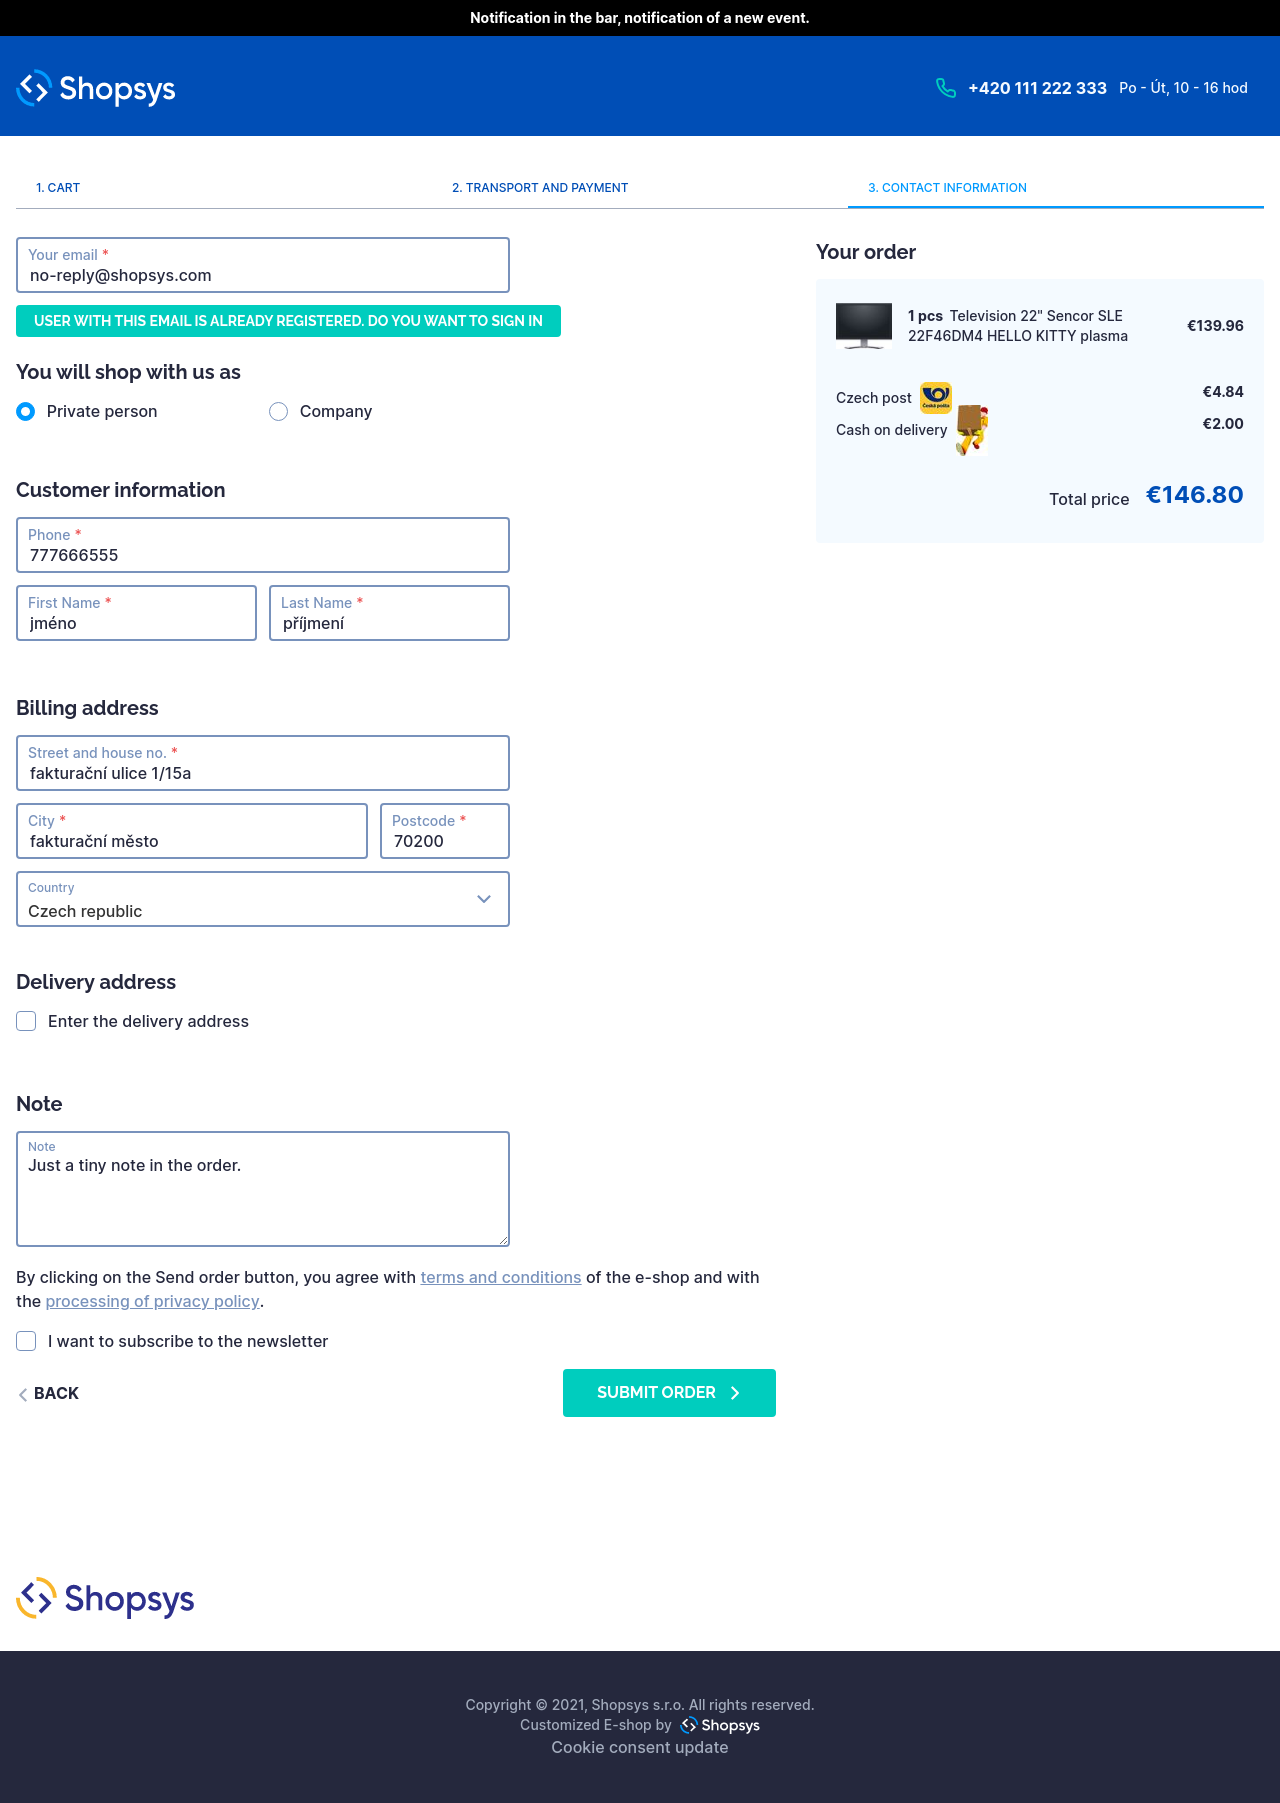 Notification in the bar, notification of a new event.
Shopsys
+420 111 222 333 Po - Út, 10 - 16 hod
1. CART
2. TRANSPORT AND PAYMENT
3. CONTACT INFORMATION
Your email *
no-reply@shopsys.com
USER WITH THIS EMAIL IS ALREADY REGISTERED. DO YOU WANT TO SIGN IN
You will shop with us as
Private person
Company
Customer information
Phone *
777666555
First Name *
jméno
Last Name *
příjmení
Billing address
Street and house no. *
fakturační ulice 1/15a
City *
fakturační město
Postcode *
70200
Country
Czech republic
Delivery address
Enter the delivery address
Note
Note
Just a tiny note in the order.
By clicking on the Send order button, you agree with terms and conditions of the e-shop and with
the processing of privacy policy.
I want to subscribe to the newsletter
BACK
SUBMIT ORDER
Your order
1 pcs Television 22" Sencor SLE
22F46DM4 HELLO KITTY plasma
€139.96
Czech post
Česká pošta
€4.84
Cash on delivery
€2.00
Total price €146.80
Shopsys
Copyright © 2021, Shopsys s.r.o. All rights reserved.
Customized E-shop by Shopsys
Cookie consent update